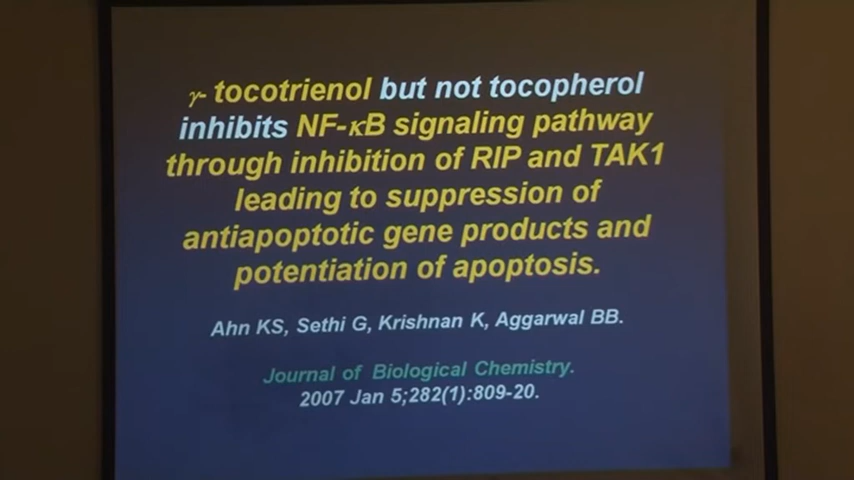 γ- tocotrienol but not tocopherol
inhibits NF-κB signaling pathway
through inhibition of RIP and TAK1
leading to suppression of
antiapoptotic gene products and
potentiation of apoptosis.
Ahn KS, Sethi G, Krishnan K, Aggarwal BB.
Journal of Biological Chemistry.
2007 Jan 5;282(1):809-20.